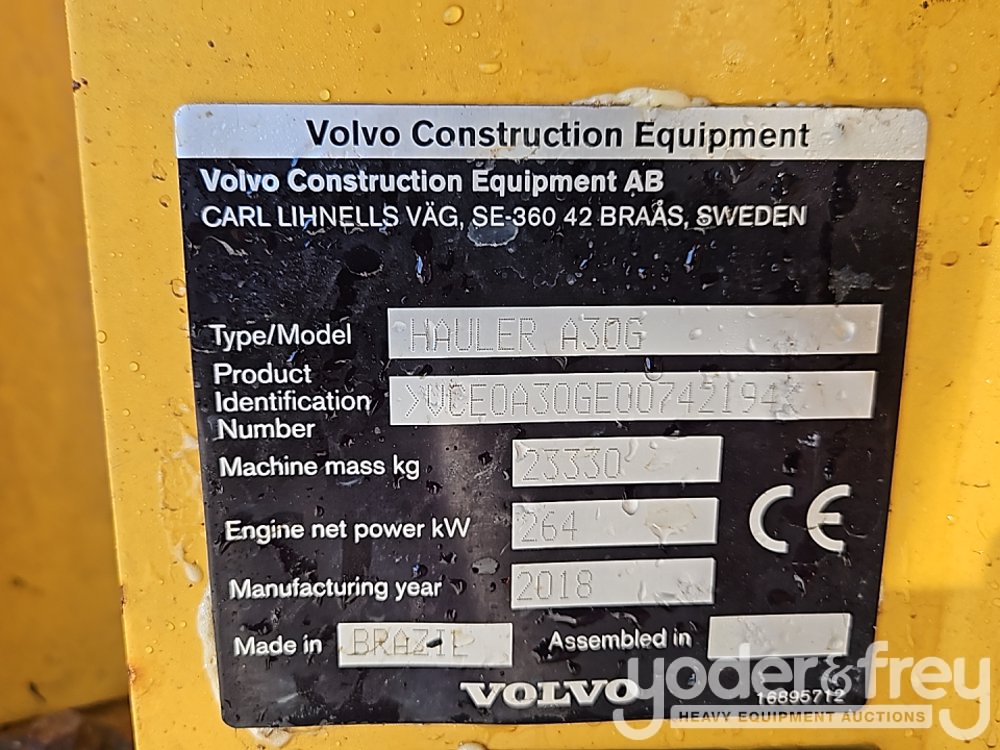 Volvo Construction Equipment
Volvo Construction Equipment AB
CARL LIHNELLS VÄG, SE-360 42 BRAÅS, SWEDEN
Type/Model HAULER A30G
Product Identification Number >VCE0A30GE00742194<
Machine mass kg 23330
Engine net power kW 264
Manufacturing year 2018
Made in BRAZIL Assembled in
CE
VOLVO
16895712
yoder&frey
HEAVY EQUIPMENT AUCTIONS